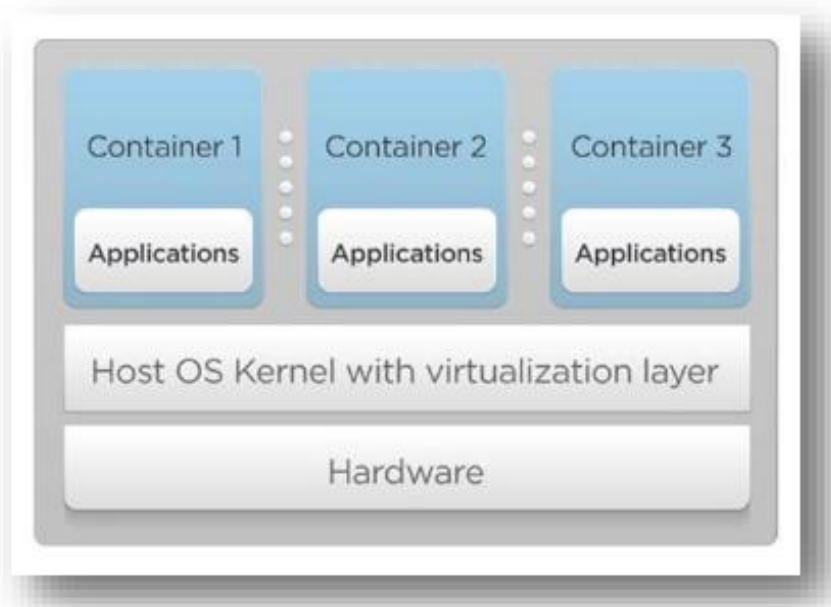 Container 1
Container 2
Container 3
Applications
Applications
Applications
Host OS Kernel with virtualization layer
Hardware